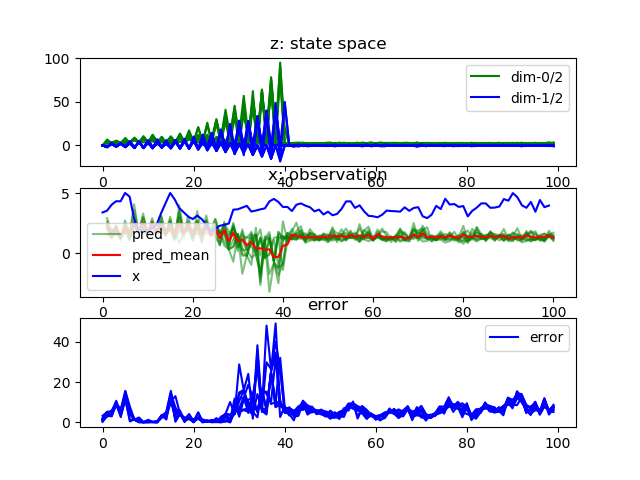 z: state space
100
50
0
dim-0/2
dim-1/2
0 20 40 60 80 100
x: observation
5
0
pred
pred_mean
x
0 20 40 60 80 100
error
40
20
0
error
0 20 40 60 80 100